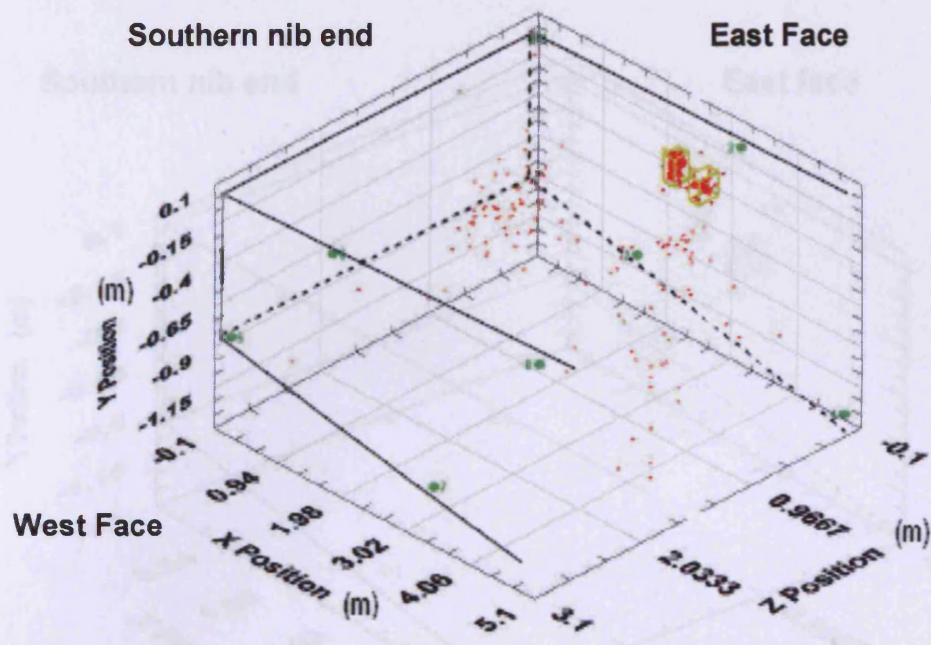 Southern nib end
East Face
0.1
-0.15
-0.4
-0.65
-0.9
-1.15
Y Position (m)
-0.1
0.94
1.98
3.02
4.06
5.1
X Position (m)
West Face
3.1
2.0333
0.9667
-0.1
Z Position (m)